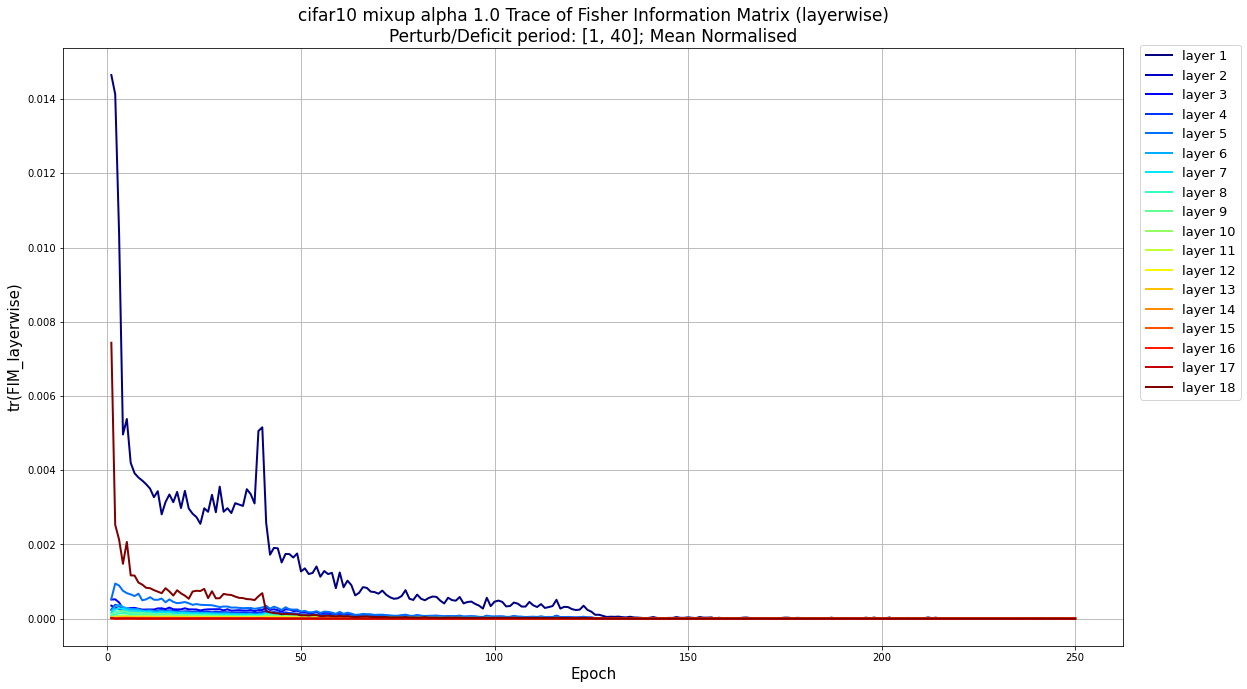 cifar10 mixup alpha 1.0 Trace of Fisher Information Matrix (layerwise)
Perturb/Deficit period: [1, 40]; Mean Normalised
layer 1
layer 2
layer 3
layer 4
layer 5
layer 6
layer 7
layer 8
layer 9
layer 10
layer 11
layer 12
layer 13
layer 14
layer 15
layer 16
layer 17
layer 18
tr(FIM_layerwise)
0.014
0.012
0.010
0.008
0.006
0.004
0.002
0.000
0
50
100
150
200
250
Epoch